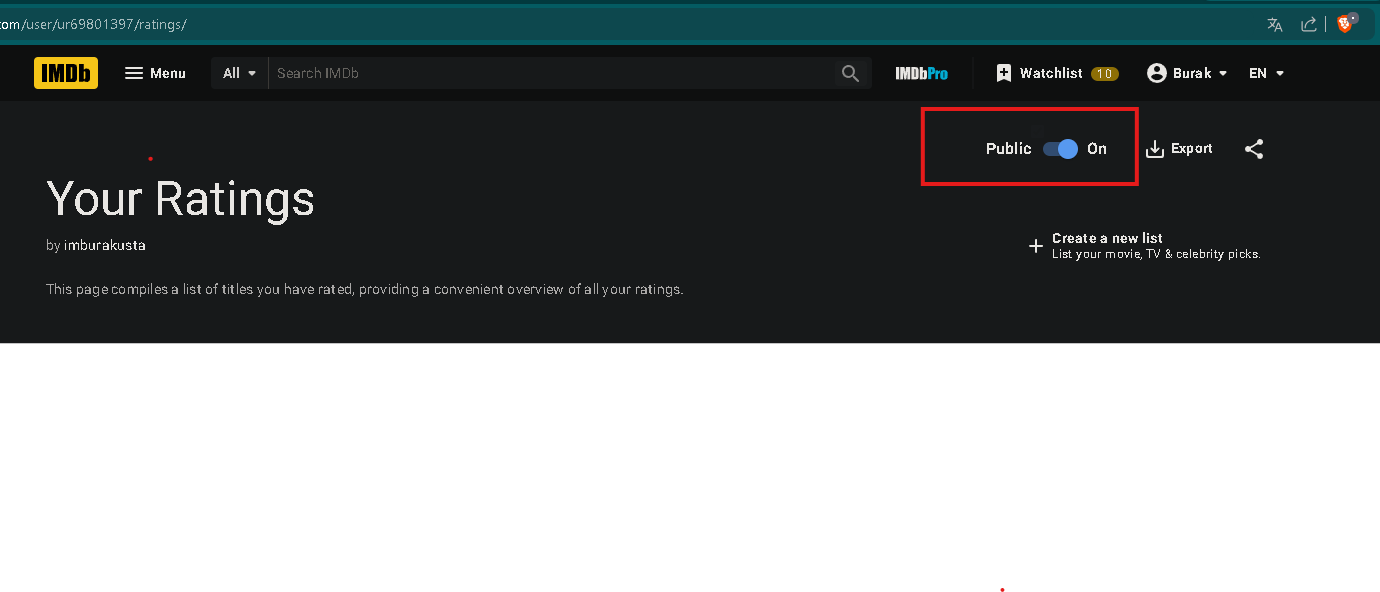 com/user/ur69801397/ratings/
IMDb Menu All Search IMDb IMDbPro Watchlist 10 Burak EN
Public On Export
Your Ratings
by imburakusta
Create a new list
List your movie, TV & celebrity picks.
This page compiles a list of titles you have rated, providing a convenient overview of all your ratings.